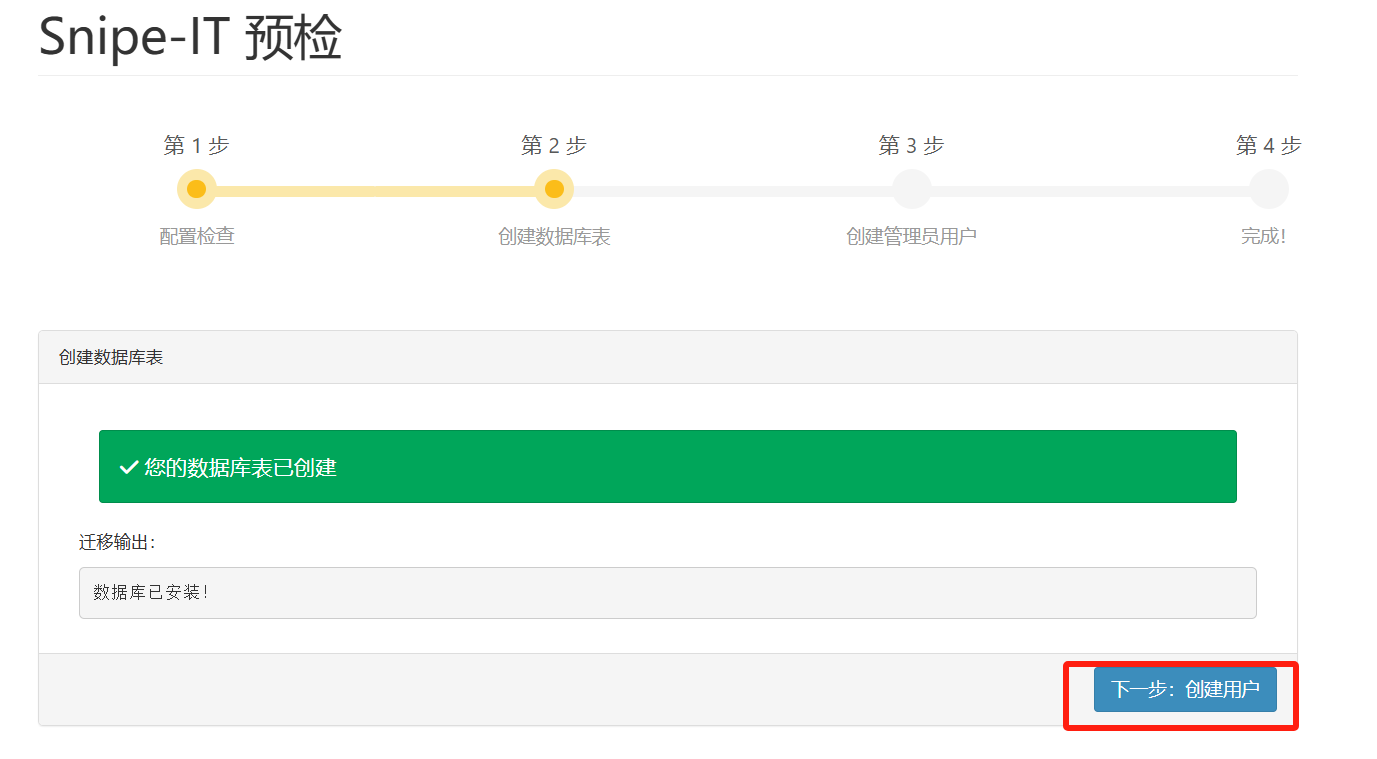 Snipe-IT 预检
第 1 步
第 2 步
第 3 步
第 4 步
配置检查
创建数据库表
创建管理员用户
完成!
创建数据库表
您的数据库表已创建
迁移输出:
数据库已安装!
下一步: 创建用户